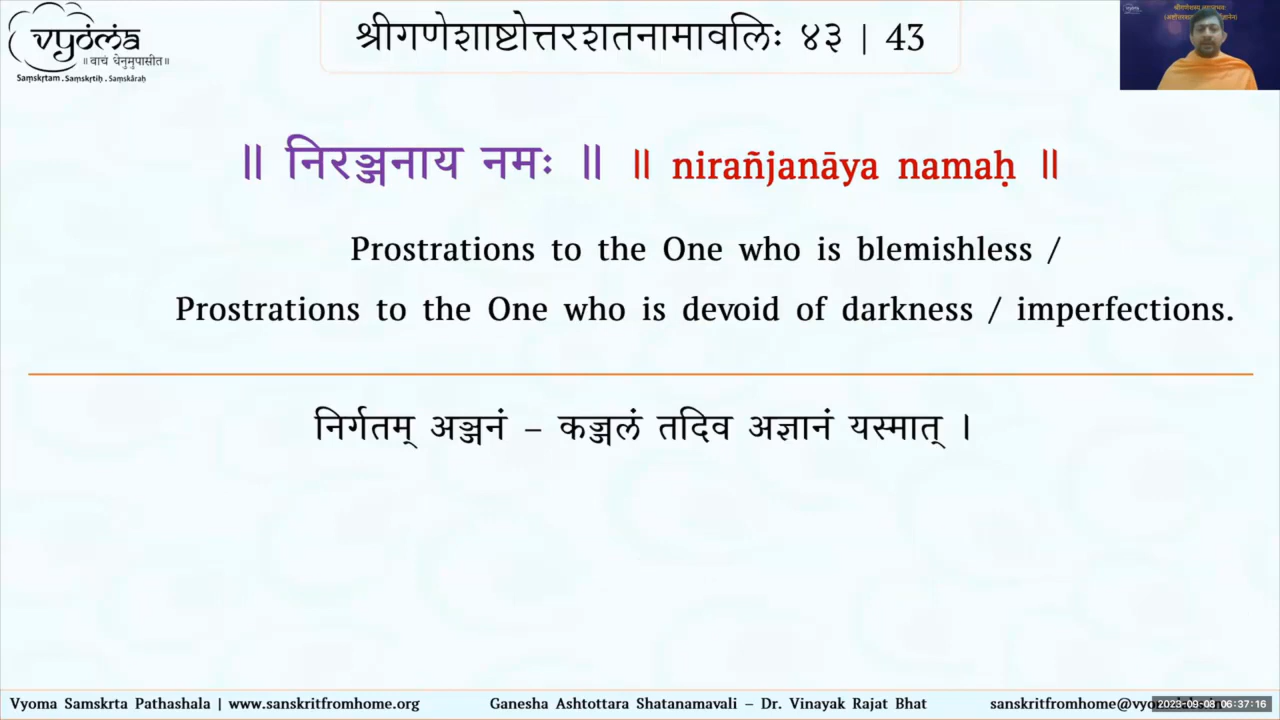 vyoma
॥ वाचं धेनुमुपासीत॥
Saṃskṛtam . Saṃskṛtiḥ . Saṃskāraḥ
श्रीगणेशाष्टोत्तरशतनामावलिः ४३ | 43
॥ निरञ्जनाय नमः ॥ ॥ nirañjanāya namaḥ ॥
Prostrations to the One who is blemishless /
Prostrations to the One who is devoid of darkness / imperfections.
निर्गतम् अञ्जनं – कज्जलं तदिव अज्ञानं यस्मात् ।
Vyoma Samskrta Pathashala | www.sanskritfromhome.org
Ganesha Ashtottara Shatanamavali – Dr. Vinayak Rajat Bhat
sanskritfromhome@vyo
2023-09-08 06:37:16